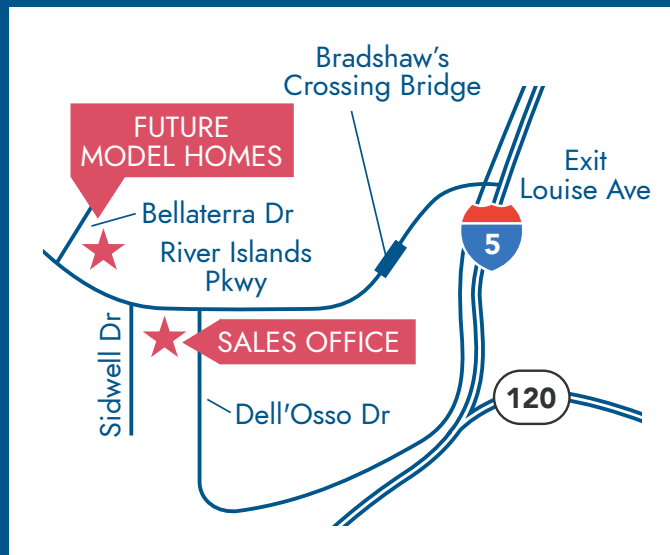 Bradshaw's
Crossing Bridge
FUTURE
MODEL HOMES
Exit
Louise Ave
Bellaterra Dr
River Islands
Pkwy
5
Sidwell Dr
SALES OFFICE
120
Dell'Osso Dr